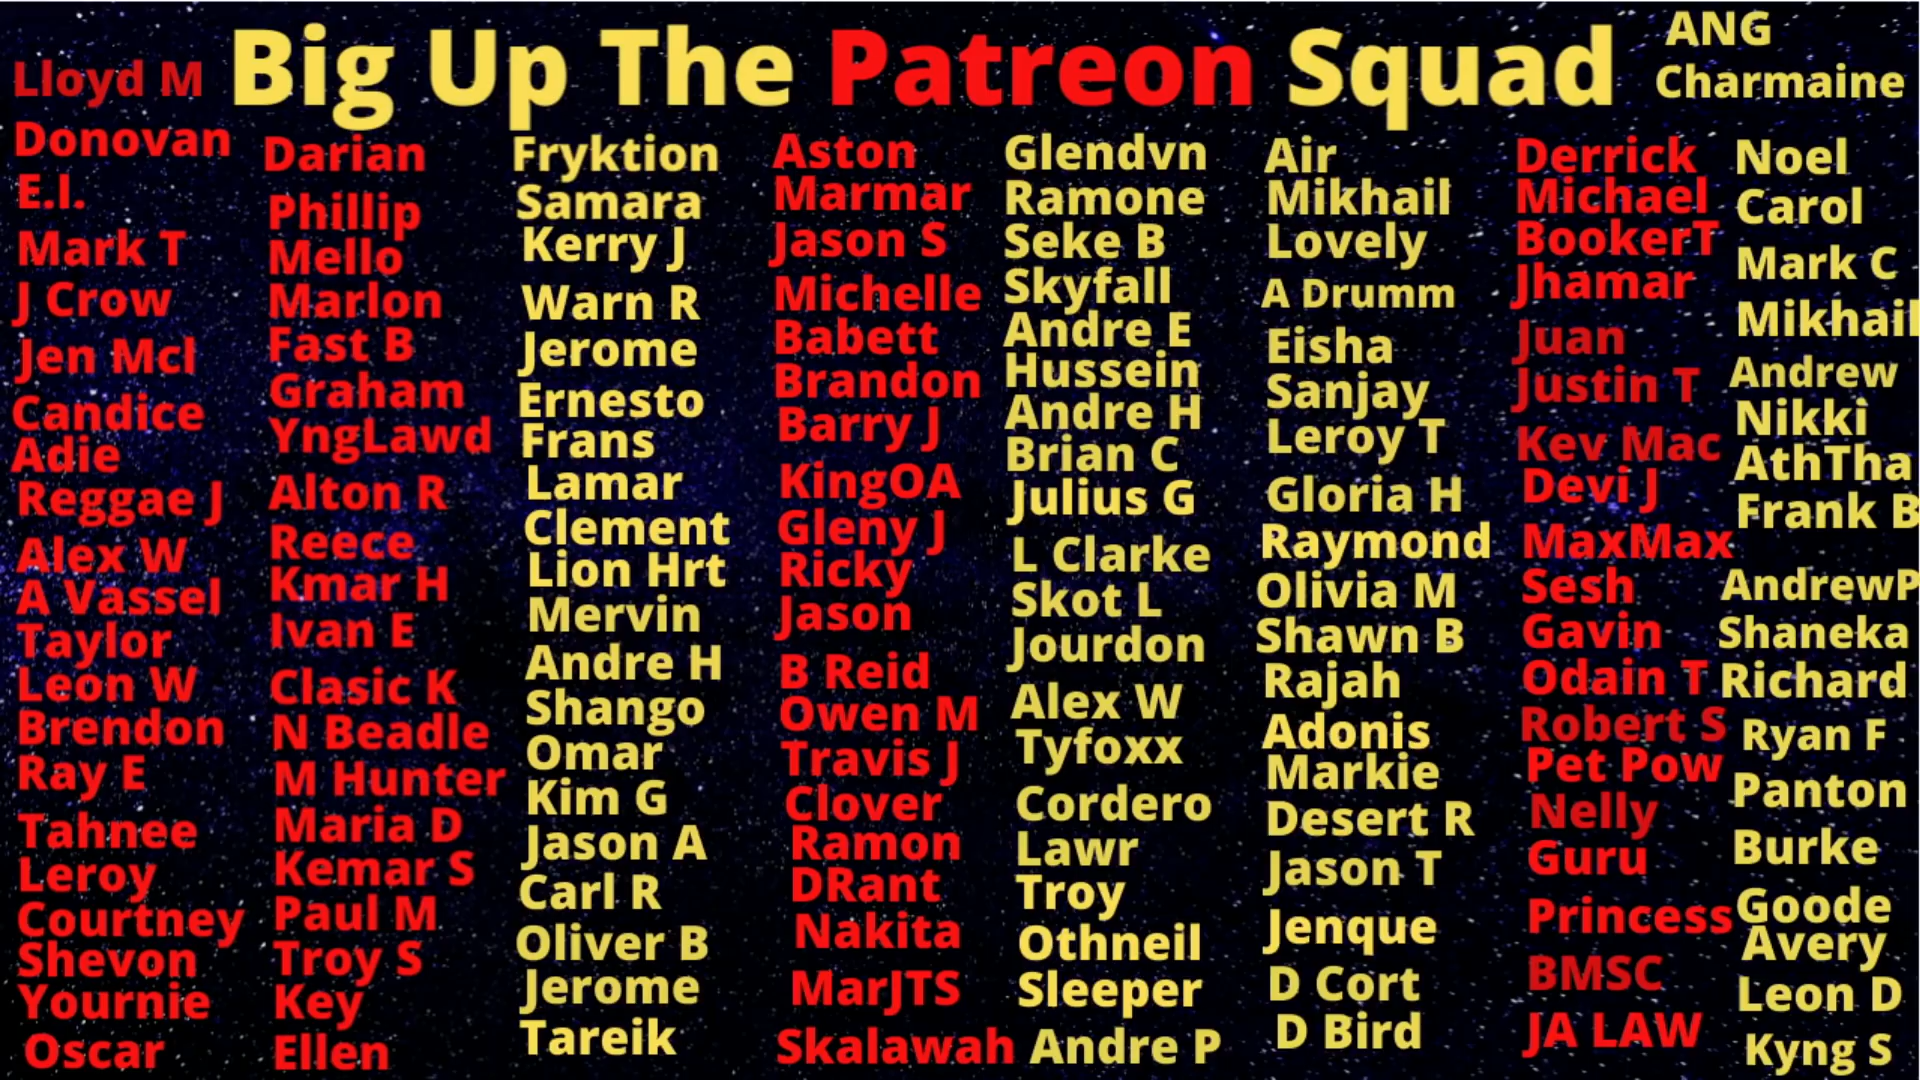 Big Up The Patreon Squad
Lloyd M
Donovan
E.I.
Mark T
J Crow
Jen Mcl
Candice
Adie
Reggae J
Alex W
A Vassel
Taylor
Leon W
Brendon
Ray E
Tahnee
Leroy
Courtney
Shevon
Yournie
Oscar
Darian
Phillip
Mello
Marlon
Fast B
Graham
YngLawd
Alton R
Reece
Kmar H
Ivan E
Clasic K
N Beadle
M Hunter
Maria D
Kemar S
Paul M
Troy S
Key
Ellen
Fryktion
Samara
Kerry J
Warn R
Jerome
Ernesto
Frans
Lamar
Clement
Lion Hrt
Mervin
Andre H
Shango
Omar
Kim G
Jason A
Carl R
Oliver B
Jerome
Tareik
Aston
Marmar
Jason S
Michelle
Babett
Brandon
Barry J
KingOA
Gleny J
Ricky
Jason
B Reid
Owen M
Travis J
Clover
Ramon
DRant
Nakita
MarJTS
Skalawah
Glendvn
Ramone
Seke B
Skyfall
Andre E
Hussein
Andre H
Brian C
Julius G
L Clarke
Skot L
Jourdon
Alex W
Tyfoxx
Cordero
Lawr
Troy
Othneil
Sleeper
Andre P
Air
Mikhail
Lovely
A Drumm
Eisha
Sanjay
Leroy T
Gloria H
Raymond
Olivia M
Shawn B
Rajah
Adonis
Markie
Desert R
Jason T
Jenque
D Cort
D Bird
Derrick
Michael
BookerT
Jhamar
Juan
Justin T
Kev Mac
Devi J
MaxMax
Sesh
Gavin
Odain T
Robert S
Pet Pow
Nelly
Guru
Princess
BMSC
JA LAW
ANG
Charmaine
Noel
Carol
Mark C
Mikhail
Andrew
Nikki
AthTha
Frank B
AndrewP
Shaneka
Richard
Ryan F
Panton
Burke
Goode
Avery
Leon D
Kyng S